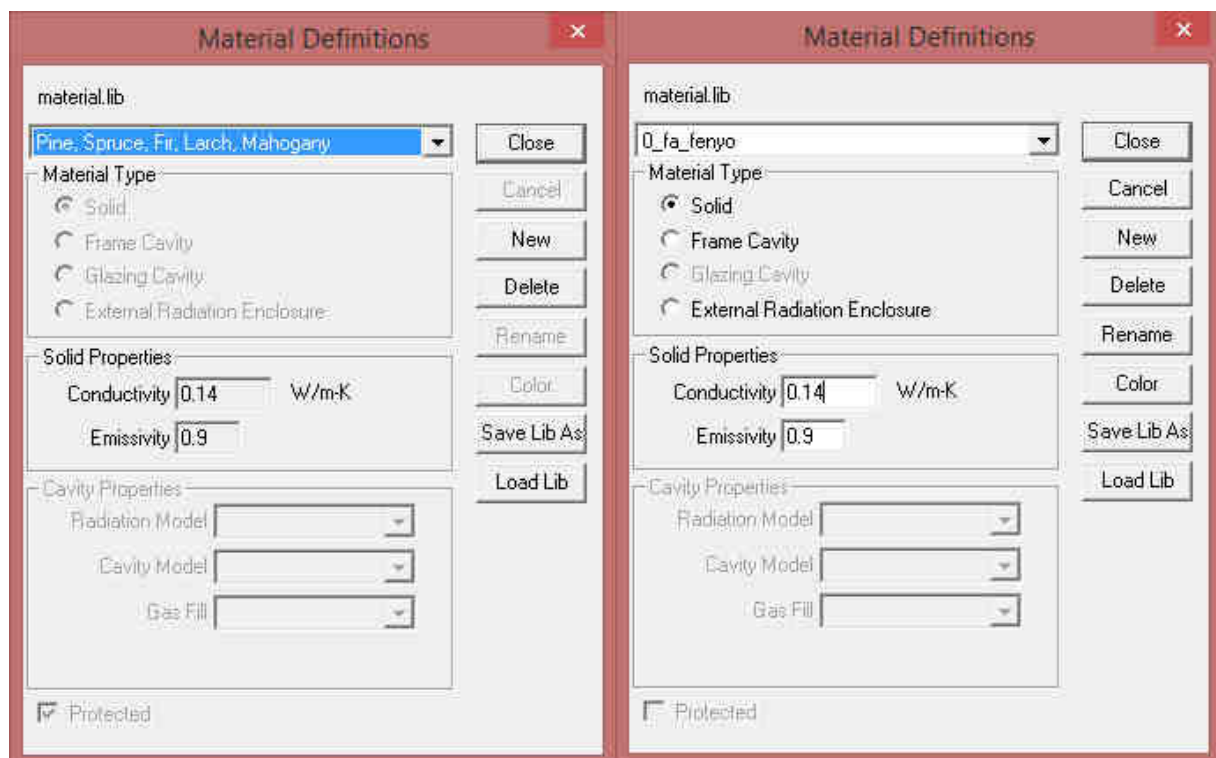 Material Definitions
×
material.lib
Pine, Spruce, Fir, Larch, Mahogany
Close
Material Type
Solid
Cancel
Frame Cavity
New
Glazing Cavity
Delete
External Radiation Enclosure
Rename
Solid Properties
Conductivity 0.14 W/m-K
Color
Emissivity 0.9
Save Lib As
Cavity Properties
Load Lib
Radiation Model
Cavity Model
Gas Fill
Protected
Material Definitions
×
material.lib
0_fa_fenyo
Close
Material Type
Solid
Cancel
Frame Cavity
New
Glazing Cavity
Delete
External Radiation Enclosure
Rename
Solid Properties
Conductivity 0.14 W/m-K
Color
Emissivity 0.9
Save Lib As
Cavity Properties
Load Lib
Radiation Model
Cavity Model
Gas Fill
Protected